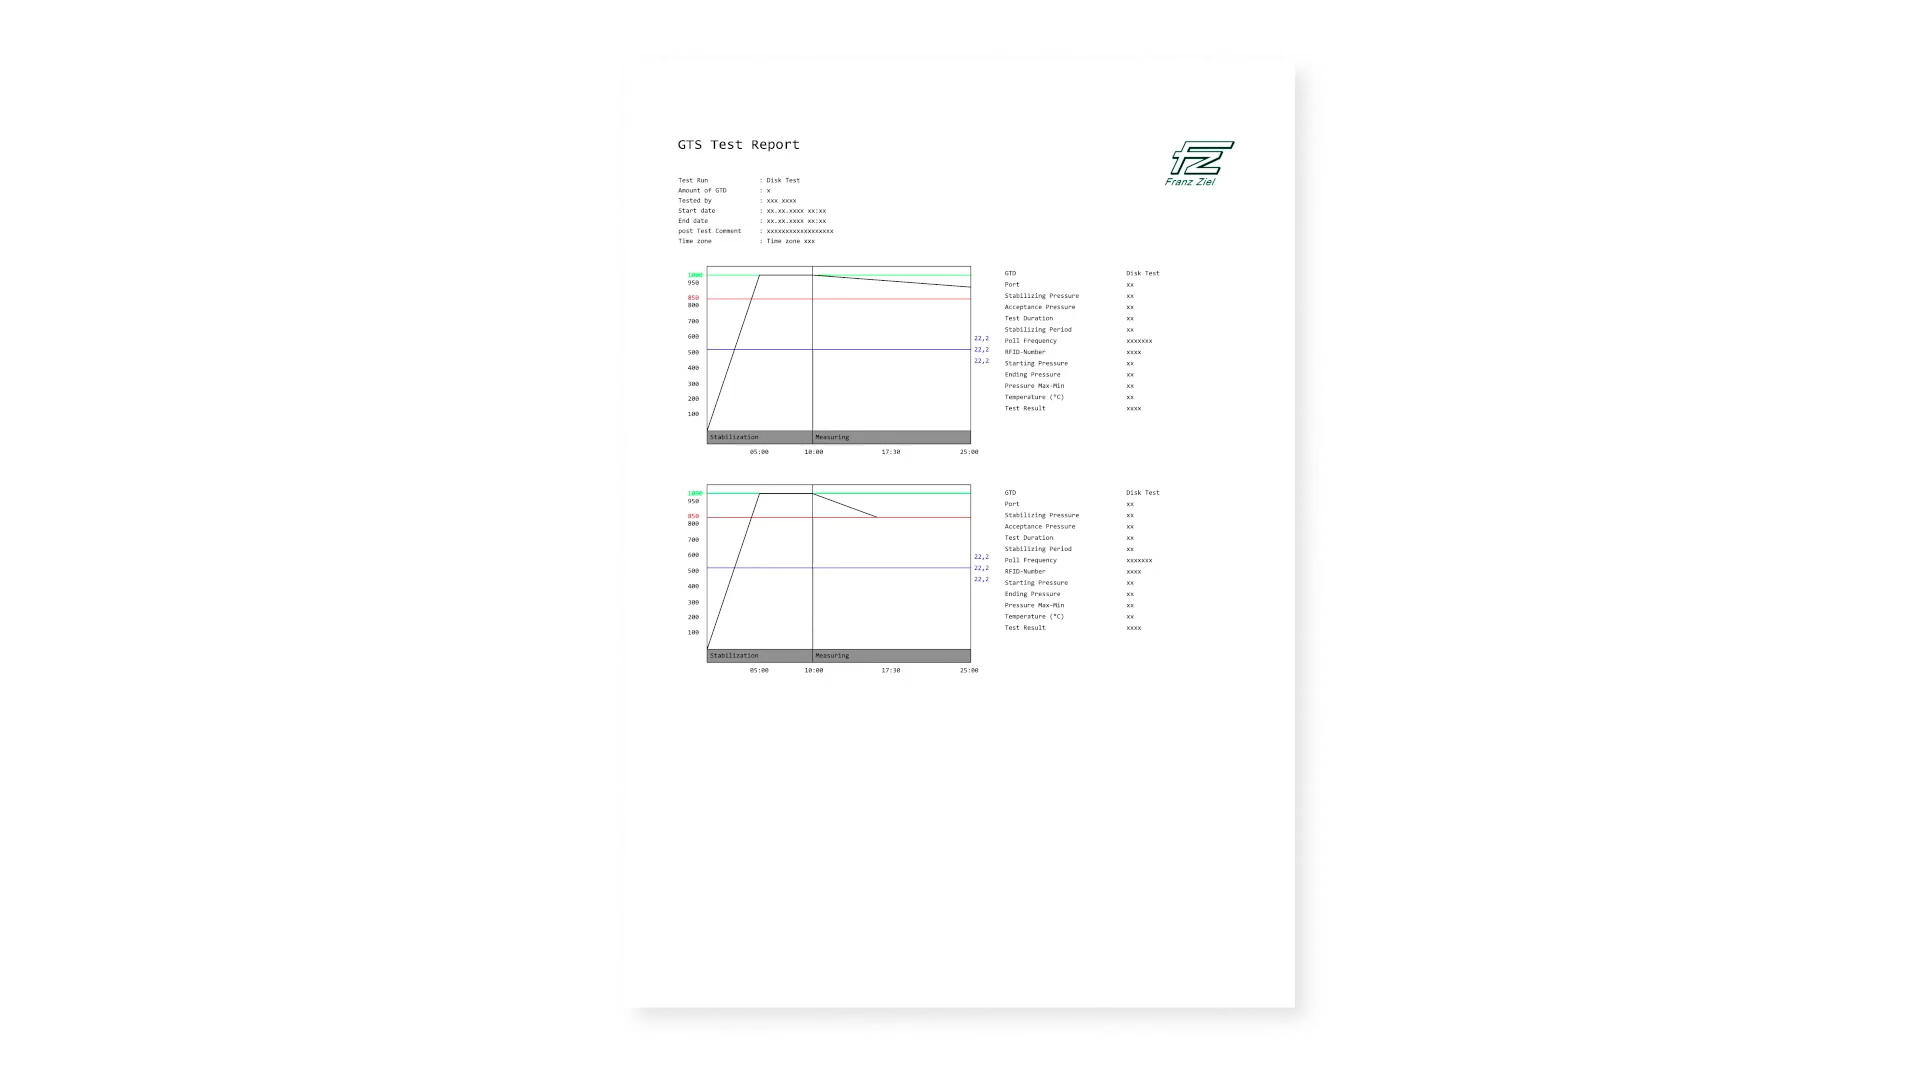 GTS Test Report
Franz Ziel
Test Run : Disk Test
Amount of GTD : x
Tested by : xxx xxxx
Start date : xx.xx.xxxx xx:xx
End date : xx.xx.xxxx xx:xx
post Test Comment : xxxxxxxxxxxxxxxxxx
Time zone : Time zone xxx
1000
950
850
800
700
600
500
400
300
200
100
22,2
22,2
22,2
Stabilization Measuring
05:00 10:00 17:30 25:00
GTD Disk Test
Port xx
Stabilizing Pressure xx
Acceptance Pressure xx
Test Duration xx
Stabilizing Period xx
Poll Frequency xxxxxxx
RFID-Number xxxx
Starting Pressure xx
Ending Pressure xx
Pressure Max-Min xx
Temperature (°C) xx
Test Result xxxx
1000
950
850
800
700
600
500
400
300
200
100
22,2
22,2
22,2
Stabilization Measuring
05:00 10:00 17:30 25:00
GTD Disk Test
Port xx
Stabilizing Pressure xx
Acceptance Pressure xx
Test Duration xx
Stabilizing Period xx
Poll Frequency xxxxxxx
RFID-Number xxxx
Starting Pressure xx
Ending Pressure xx
Pressure Max-Min xx
Temperature (°C) xx
Test Result xxxx